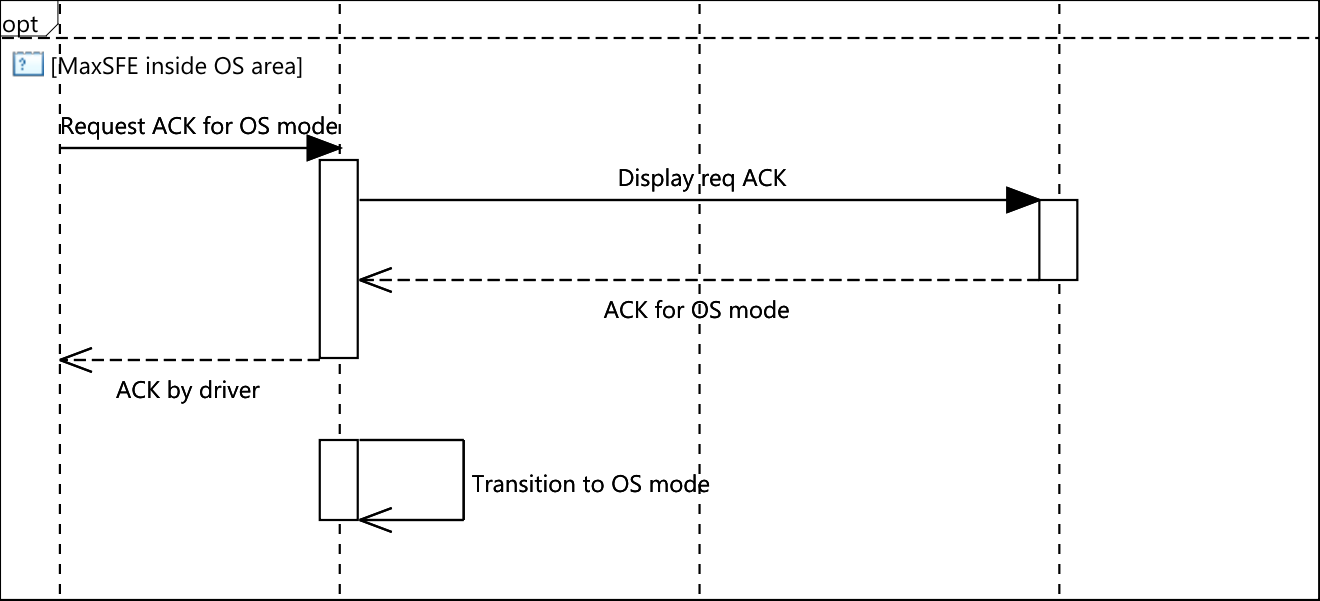 opt
? [MaxSFE inside OS area]
Request ACK for OS mode
Display req ACK
ACK for OS mode
ACK by driver
Transition to OS mode